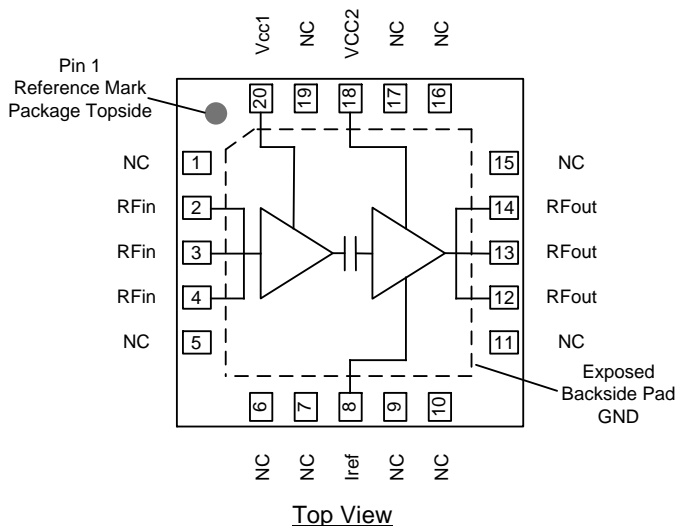 Vcc1 NC VCC2 NC NC
Pin 1
Reference Mark
Package Topside
20 19 18 17 16
NC 1 15 NC
RFin 2 14 RFout
RFin 3 13 RFout
RFin 4 12 RFout
NC 5 11 NC
Exposed
Backside Pad
GND
6 7 8 9 10
NC NC Iref NC NC
Top View